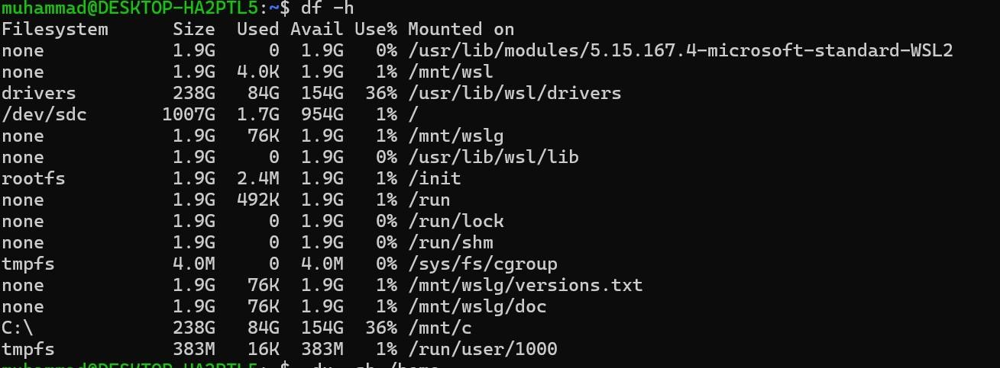 muhammad@DESKTOP-HA2PTL5:~$ df -h
Filesystem      Size  Used Avail Use% Mounted on
none            1.9G     0  1.9G   0% /usr/lib/modules/5.15.167.4-microsoft-standard-WSL2
none            1.9G  4.0K  1.9G   1% /mnt/wsl
drivers         238G   84G  154G  36% /usr/lib/wsl/drivers
/dev/sdc       1007G  1.7G  954G   1% /
none            1.9G   76K  1.9G   1% /mnt/wslg
none            1.9G     0  1.9G   0% /usr/lib/wsl/lib
rootfs          1.9G  2.4M  1.9G   1% /init
none            1.9G  492K  1.9G   1% /run
none            1.9G     0  1.9G   0% /run/lock
none            1.9G     0  1.9G   0% /run/shm
tmpfs           4.0M     0  4.0M   0% /sys/fs/cgroup
none            1.9G   76K  1.9G   1% /mnt/wslg/versions.txt
none            1.9G   76K  1.9G   1% /mnt/wslg/doc
C:\             238G   84G  154G  36% /mnt/c
tmpfs           383M   16K  383M   1% /run/user/1000
muhammad@DESKTOP-HA2PTL5: